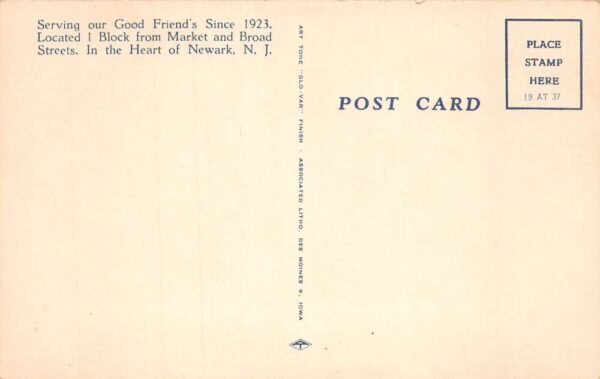 Serving our Good Friend's Since 1923.
Located 1 Block from Market and Broad
Streets. In the Heart of Newark, N. J.
ART TONE "GLO-VAR" FINISH - ASSOCIATED LITHO. DES MOINES 9, IOWA
POST CARD
PLACE
STAMP
HERE
19 AT 37